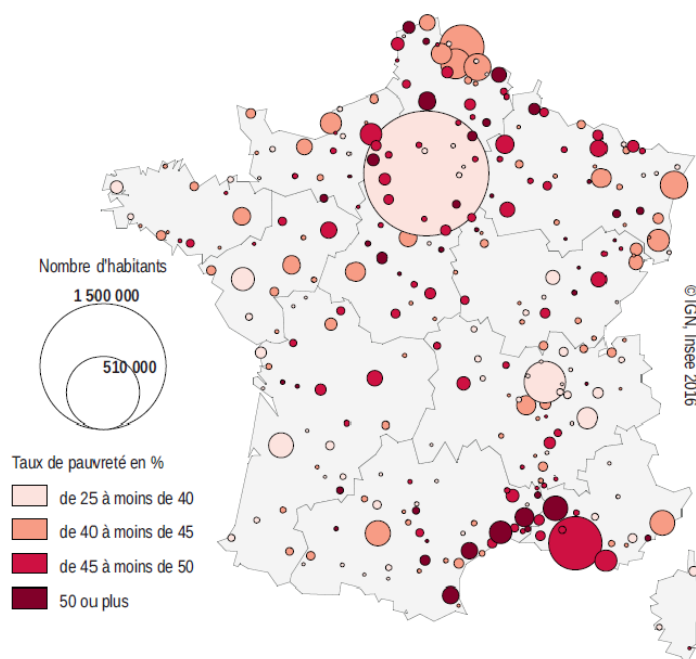 Nombre d'habitants
1 500 000
510 000
Taux de pauvreté en %
de 25 à moins de 40
de 40 à moins de 45
de 45 à moins de 50
50 ou plus
© IGN, Insee 2016